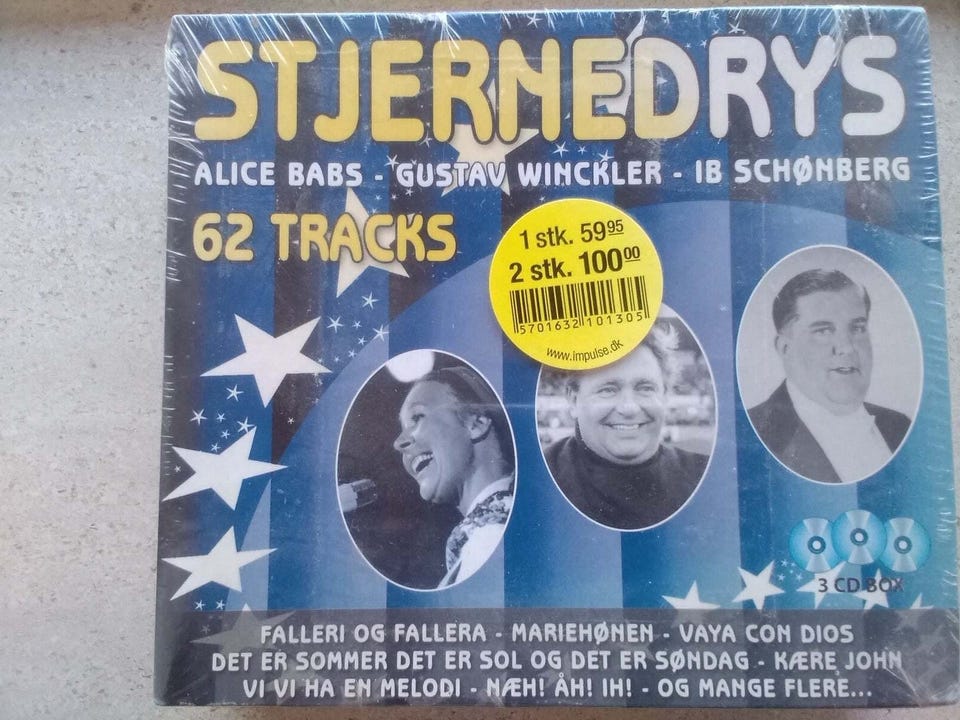 STJERNEDRYS
ALICE BABS - GUSTAV WINCKLER - IB SCHØNBERG
62 TRACKS
1 stk. 59.95
2 stk. 100.00
5701632 101305
www.impulse.dk
3 CD BOX
FALLERI OG FALLERA - MARIEHØNEN - VAYA CON DIOS
DET ER SOMMER DET ER SOL OG DET ER SØNDAG - KÆRE JOHN
VI VI HA EN MELODI - NÆH! ÅH! IH! - OG MANGE FLERE...